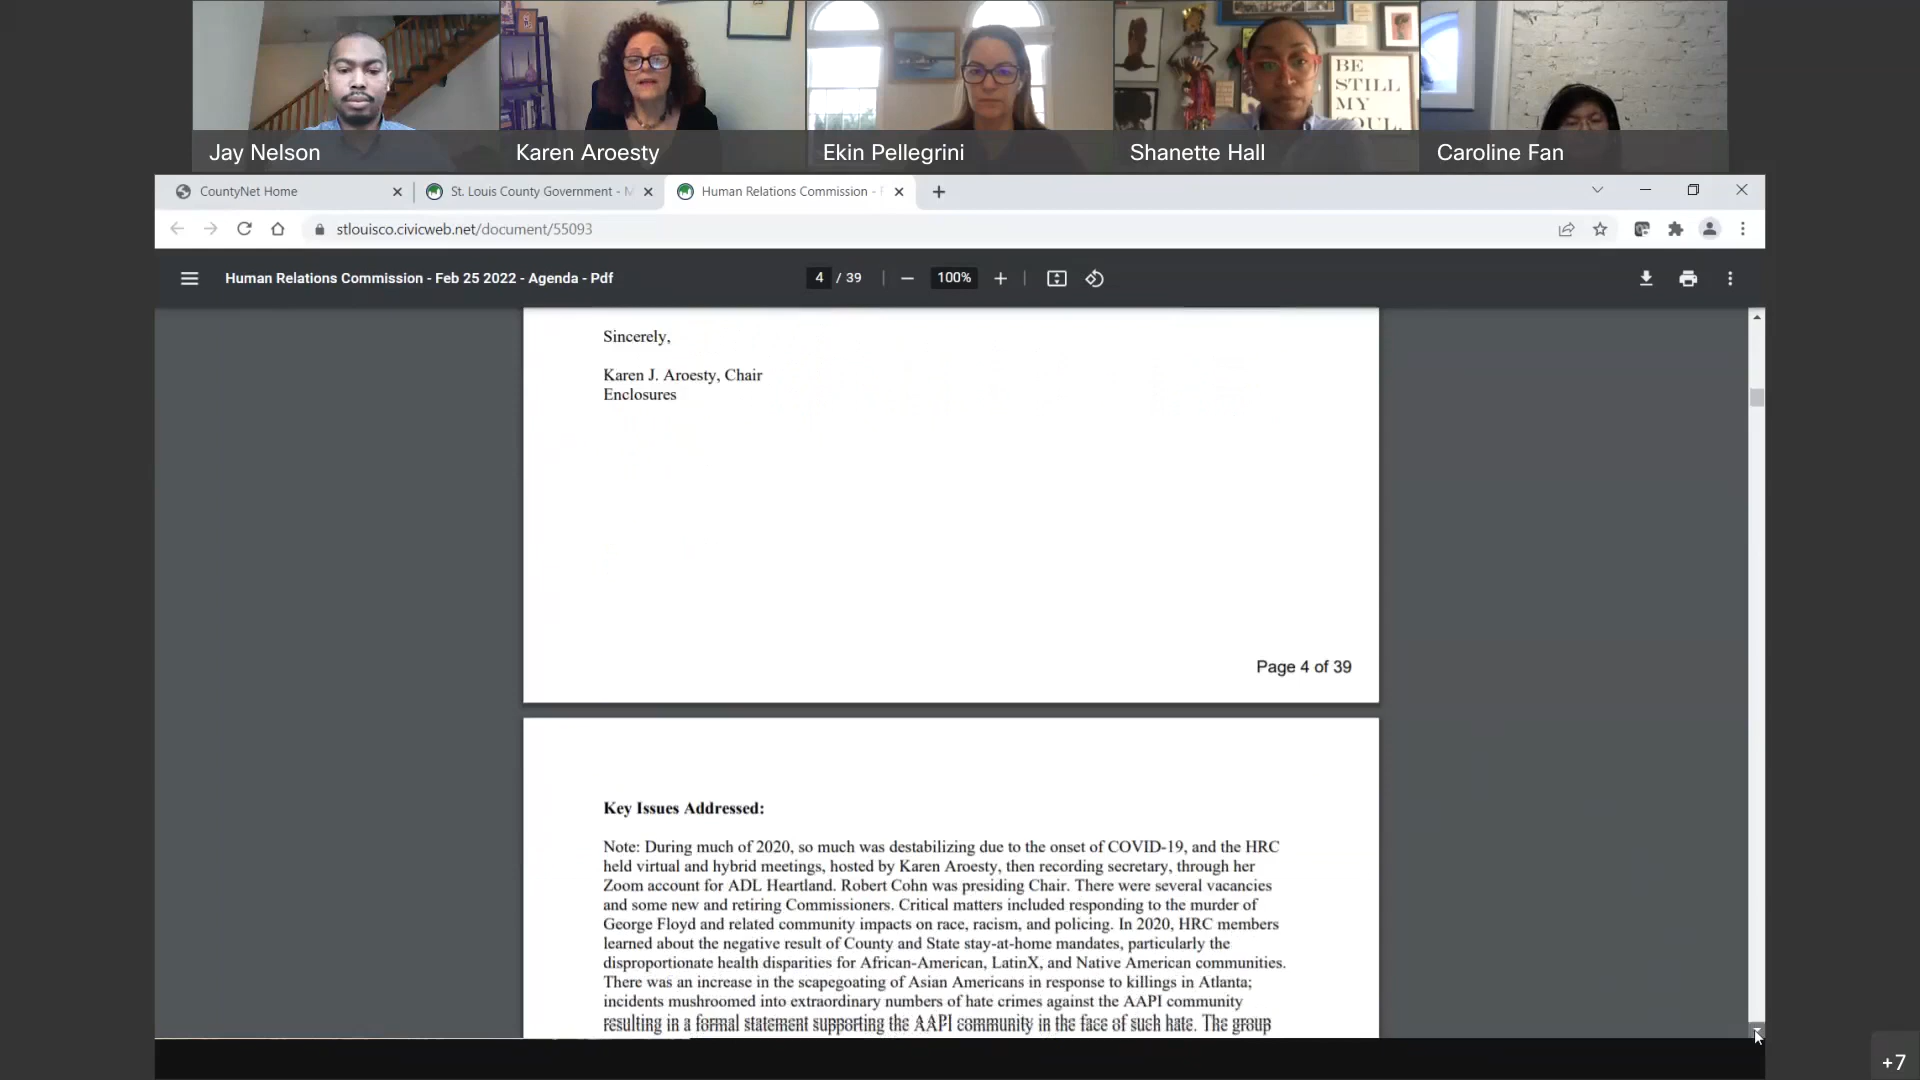 BE
STILL
MY
SOUL.
Jay Nelson
Karen Aroesty
Ekin Pellegrini
Shanette Hall
Caroline Fan
CountyNet Home
St. Louis County Government - M
Human Relations Commission - F
stlouisco.civicweb.net/document/55093
Human Relations Commission - Feb 25 2022 - Agenda - Pdf
4 / 39
100%
Sincerely,
Karen J. Aroesty, Chair
Enclosures
Page 4 of 39
Key Issues Addressed:
Note: During much of 2020, so much was destabilizing due to the onset of COVID-19, and the HRC
held virtual and hybrid meetings, hosted by Karen Aroesty, then recording secretary, through her
Zoom account for ADL Heartland. Robert Cohn was presiding Chair. There were several vacancies
and some new and retiring Commissioners. Critical matters included responding to the murder of
George Floyd and related community impacts on race, racism, and policing. In 2020, HRC members
learned about the negative result of County and State stay-at-home mandates, particularly the
disproportionate health disparities for African-American, LatinX, and Native American communities.
There was an increase in the scapegoating of Asian Americans in response to killings in Atlanta;
incidents mushroomed into extraordinary numbers of hate crimes against the AAPI community
resulting in a formal statement supporting the AAPI community in the face of such hate. The group
+7